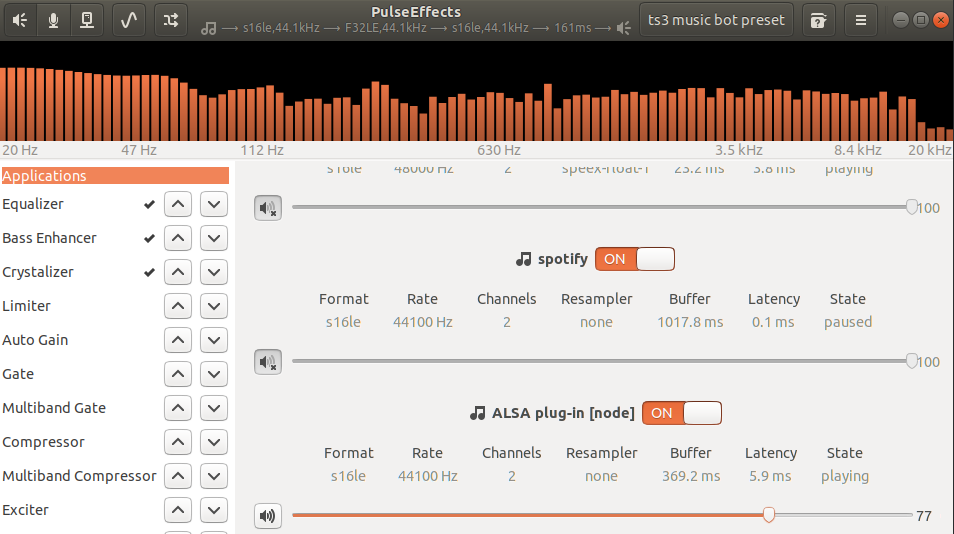 PulseEffects
s16le,44.1kHz → F32LE,44.1kHz → s16le,44.1kHz → 161ms →
ts3 music bot preset
20 Hz 47 Hz 112 Hz 630 Hz 3.5 kHz 8.4 kHz 20 kHz
Applications
Equalizer
Bass Enhancer
Crystalizer
Limiter
Auto Gain
Gate
Multiband Gate
Compressor
Multiband Compressor
Exciter
s16le 48000 Hz 2 speex-float-1 23.2 ms 3.8 ms playing
100
spotify ON
Format Rate Channels Resampler Buffer Latency State
s16le 44100 Hz 2 none 1017.8 ms 0.1 ms paused
100
ALSA plug-in [node] ON
Format Rate Channels Resampler Buffer Latency State
s16le 44100 Hz 2 none 369.2 ms 5.9 ms playing
77